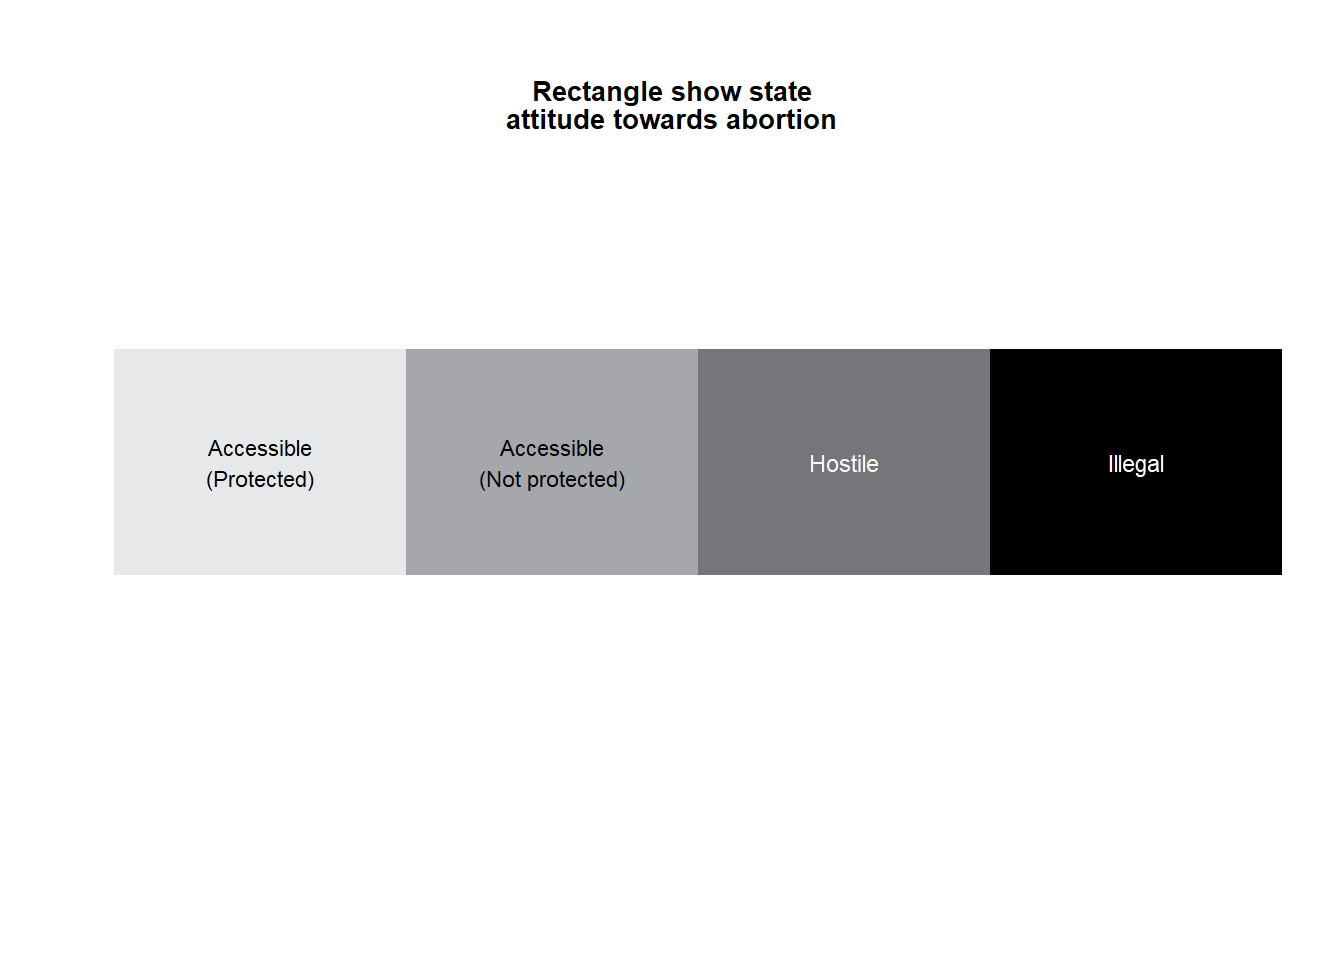 Rectangle show state
attitude towards abortion
Accessible
(Protected)
Accessible
(Not protected)
Hostile
Illegal